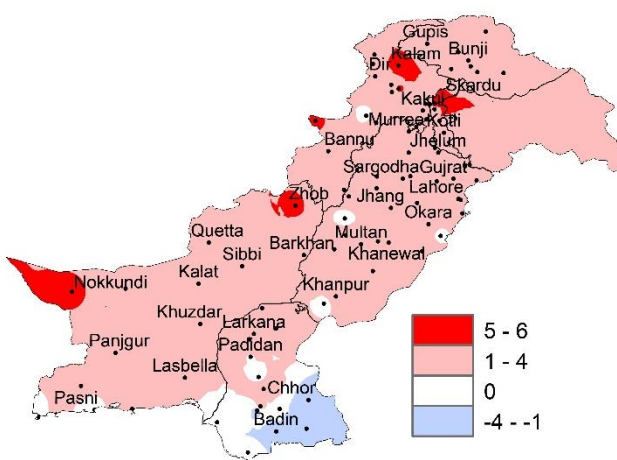 Gupis
Kalam
Bunji
Dir
Skardu
Kakul
Murree
Kotli
Bannu
Jhelum
Sargodha
Gujrat
Zhob
Jhang
Lahore
Okara
Quetta
Multan
Sibbi
Barkhan
Khanewal
Nokkundi
Kalat
Khanpur
Khuzdar
Larkana
Panjgur
Padidan
Lasbella
Pasni
Chhor
Badin
5 - 6
1 - 4
0
-4 - -1